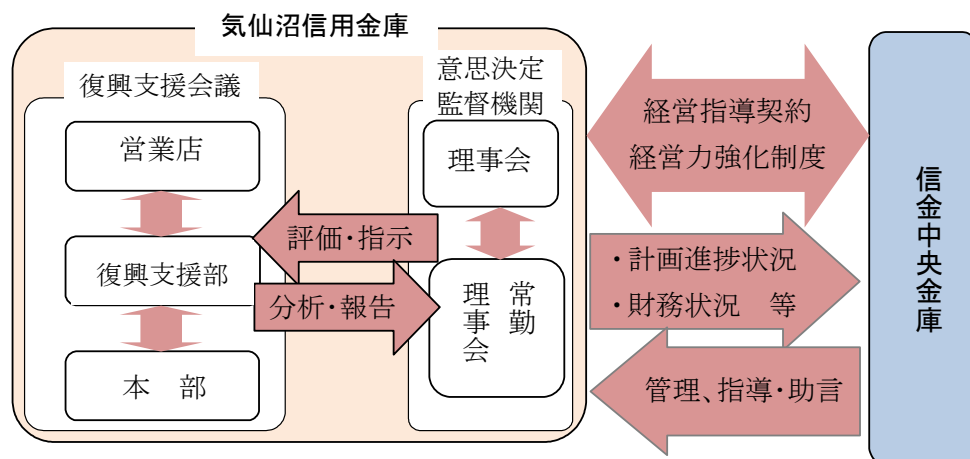 気仙沼信用金庫
復興支援会議
営業店
復興支援部
本　部
意思決定
監督機関
理事会
常勤
理事会
評価・指示
分析・報告
経営指導契約
経営力強化制度
・計画進捗状況
・財務状況　等
管理、指導・助言
信金中央金庫